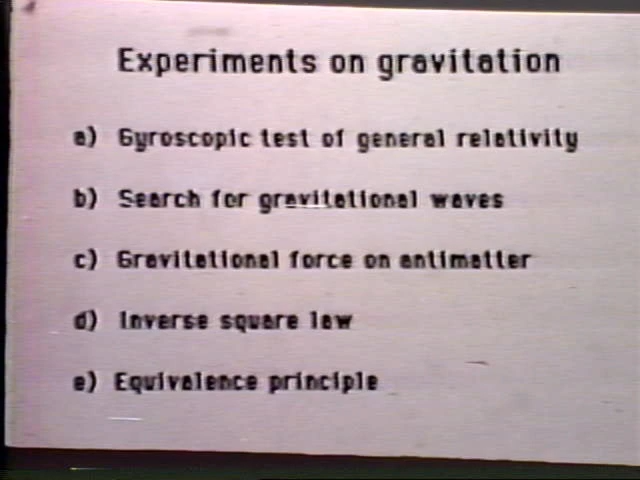 Experiments on gravitation
a) Gyroscopic test of general relativity
b) Search for gravitational waves
c) Gravitational force on antimatter
d) Inverse square law
e) Equivalence principle